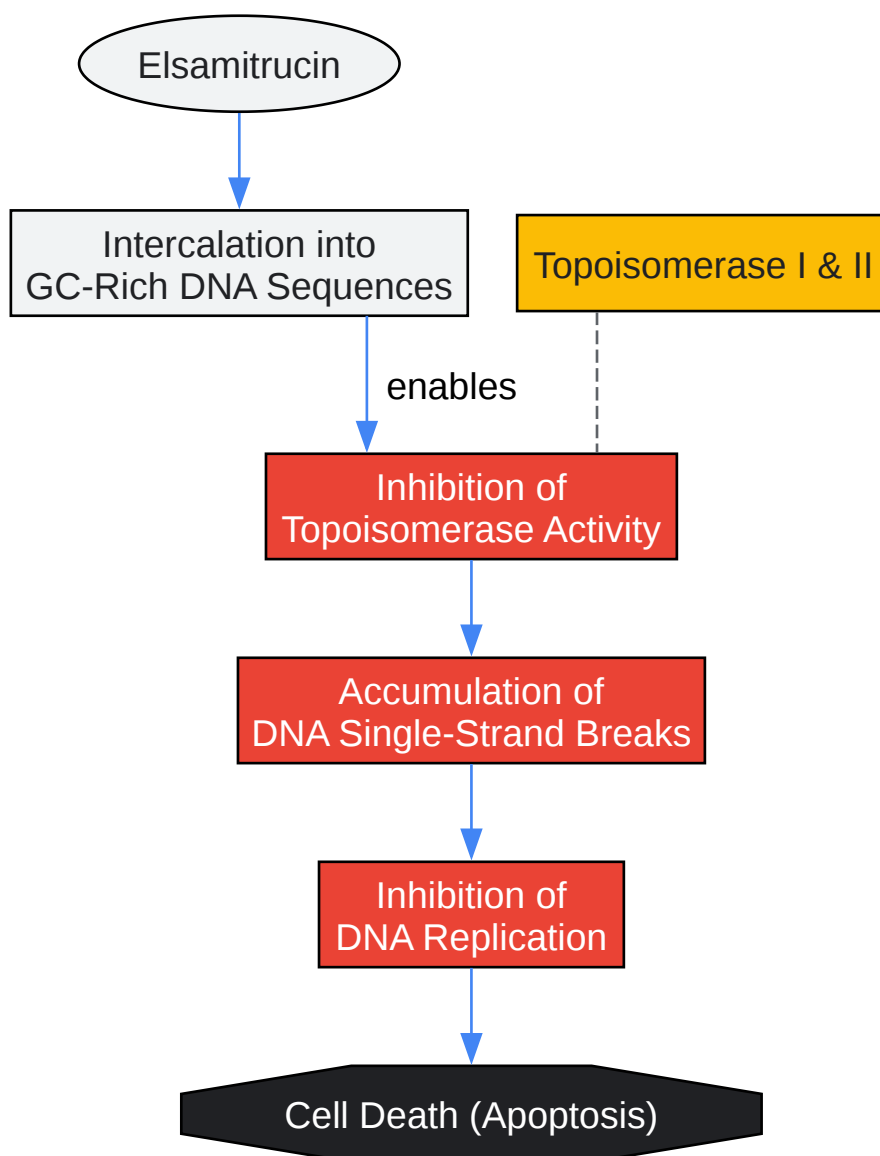 Elsamitrucin
Intercalation into
GC-Rich DNA Sequences
Topoisomerase I & II
enables
Inhibition of
Topoisomerase Activity
Accumulation of
DNA Single-Strand Breaks
Inhibition of
DNA Replication
Cell Death (Apoptosis)